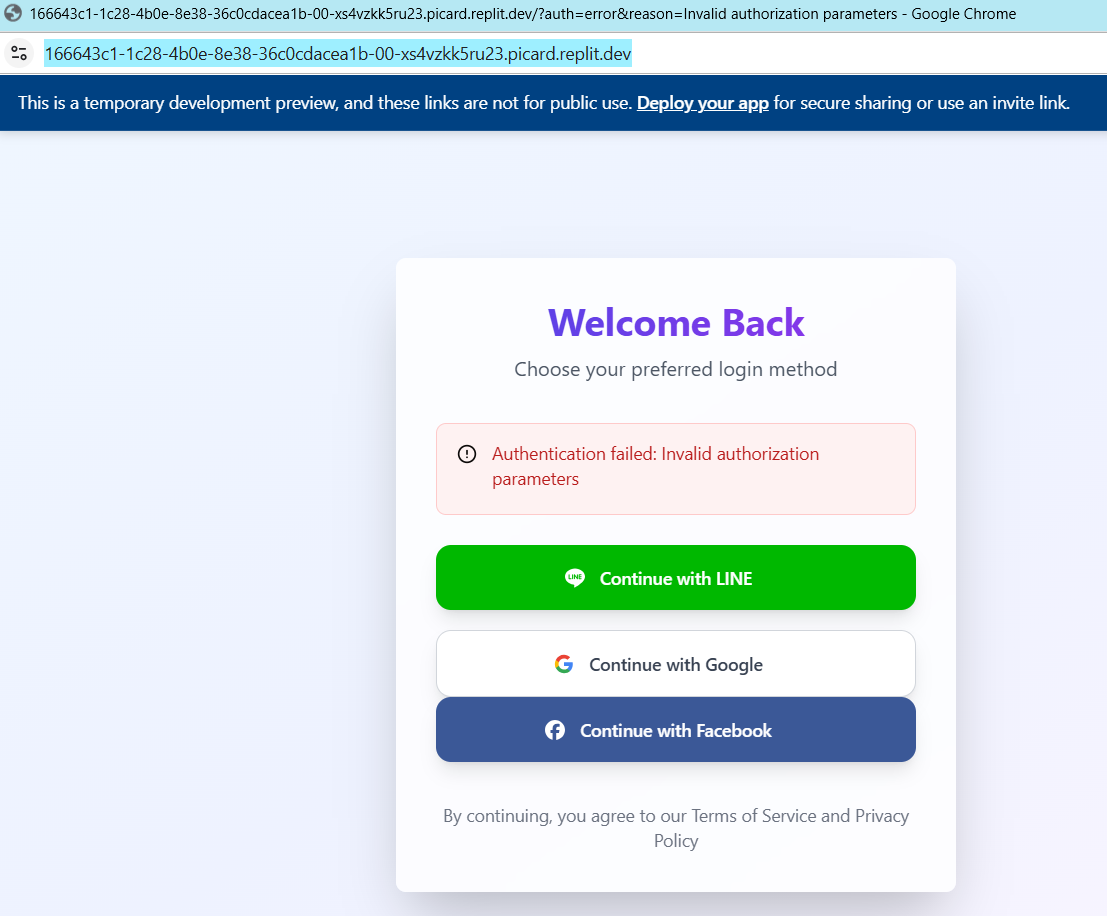 166643c1-1c28-4b0e-8e38-36c0cdacea1b-00-xs4vzkk5ru23.picard.replit.dev/?auth=error&reason=Invalid authorization parameters - Google Chrome
166643c1-1c28-4b0e-8e38-36c0cdacea1b-00-xs4vzkk5ru23.picard.replit.dev
This is a temporary development preview, and these links are not for public use. Deploy your app for secure sharing or use an invite link.
Welcome Back
Choose your preferred login method
Authentication failed: Invalid authorization
parameters
LINE Continue with LINE
Continue with Google
Continue with Facebook
By continuing, you agree to our Terms of Service and Privacy
Policy